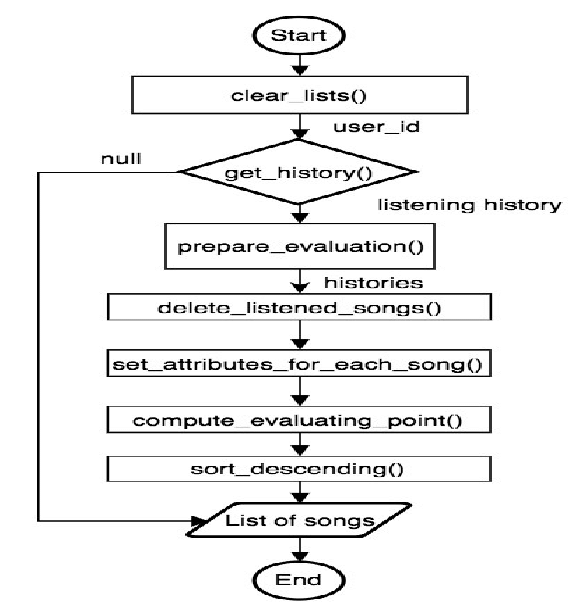 Start
clear_lists()
user_id
null
get_history()
listening history
prepare_evaluation()
histories
delete_listened_songs()
set_attributes_for_each_song()
compute_evaluating_point()
sort_descending()
List of songs
End